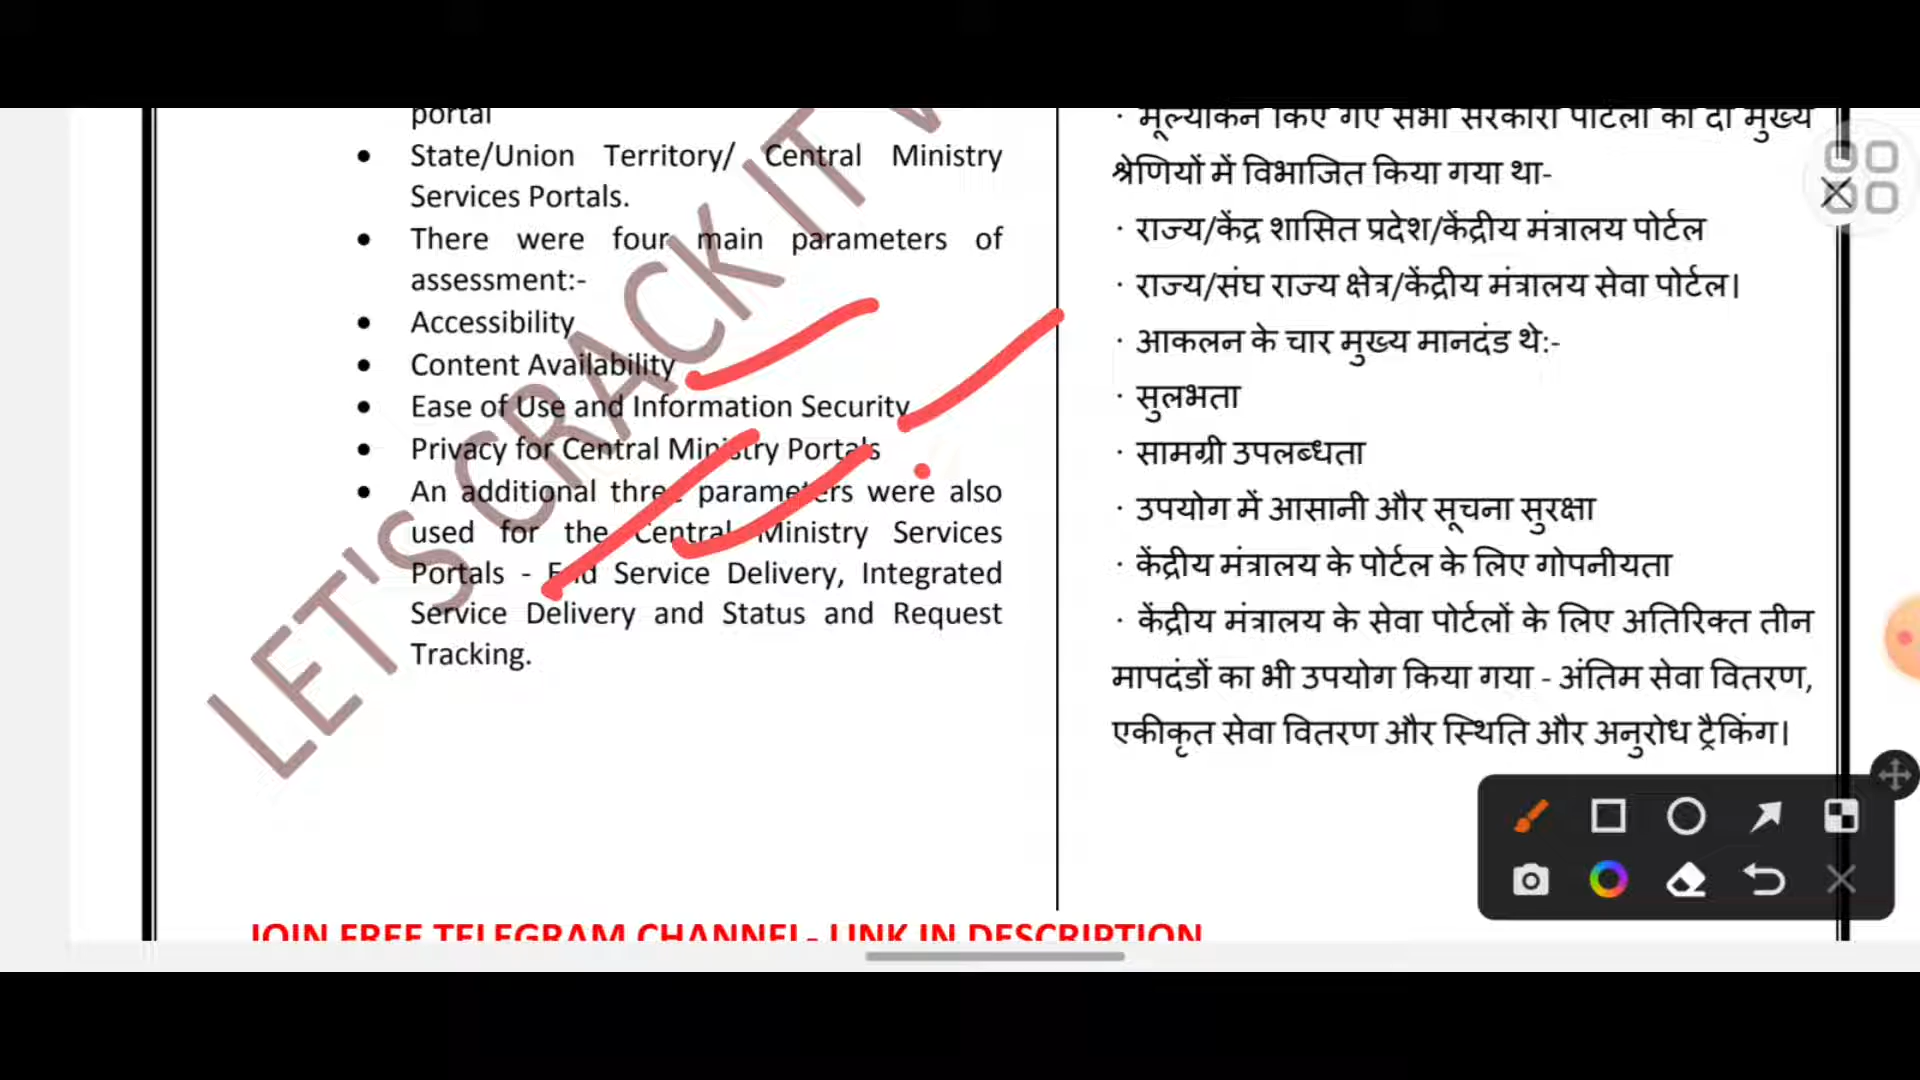 portal
• State/Union Territory/ Central Ministry
Services Portals.
• There were four main parameters of
assessment:-
• Accessibility
• Content Availability
• Ease of Use and Information Security
• Privacy for Central Ministry Portals
• An additional three parameters were also
used for the Central Ministry Services
Portals - End Service Delivery, Integrated
Service Delivery and Status and Request
Tracking.
· मूल्यांकन किए गए सभी सरकारी पोर्टलों को दो मुख्य
श्रेणियों में विभाजित किया गया था-
· राज्य/केंद्र शासित प्रदेश/केंद्रीय मंत्रालय पोर्टल
· राज्य/संघ राज्य क्षेत्र/केंद्रीय मंत्रालय सेवा पोर्टल।
· आकलन के चार मुख्य मानदंड थे:-
· सुलभता
· सामग्री उपलब्धता
· उपयोग में आसानी और सूचना सुरक्षा
· केंद्रीय मंत्रालय के पोर्टल के लिए गोपनीयता
· केंद्रीय मंत्रालय के सेवा पोर्टलों के लिए अतिरिक्त तीन
मापदंडों का भी उपयोग किया गया - अंतिम सेवा वितरण,
एकीकृत सेवा वितरण और स्थिति और अनुरोध ट्रैकिंग।
LET'S CRACK IT
JOIN FREE TELEGRAM CHANNEL- LINK IN DESCRIPTION